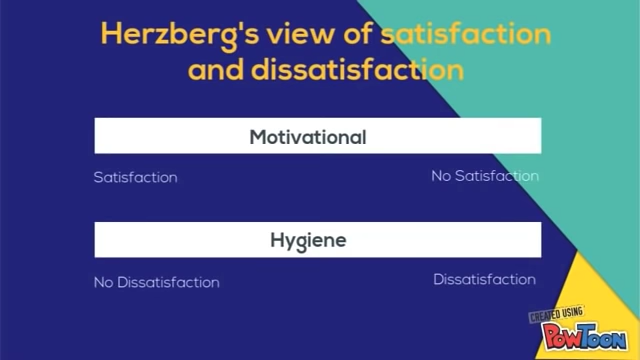 Herzberg's view of satisfaction
and dissatisfaction
Motivational
Satisfaction No Satisfaction
Hygiene
No Dissatisfaction Dissatisfaction
CREATED USING
POWTOON